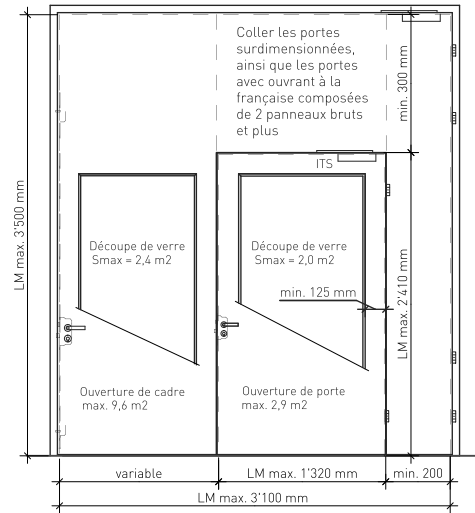 Coller les portes
surdimensionnées,
ainsi que les portes
avec ouvrant à la
française composées
de 2 panneaux bruts
et plus
min. 300 mm
ITS
LM max. 3'500 mm
Découpe de verre
Smax = 2,4 m2
Découpe de verre
Smax = 2,0 m2
min. 125 mm
LM max. 2'410 mm
Ouverture de cadre
max. 9,6 m2
Ouverture de porte
max. 2,9 m2
variable
LM max. 1'320 mm
min. 200
LM max. 3'100 mm